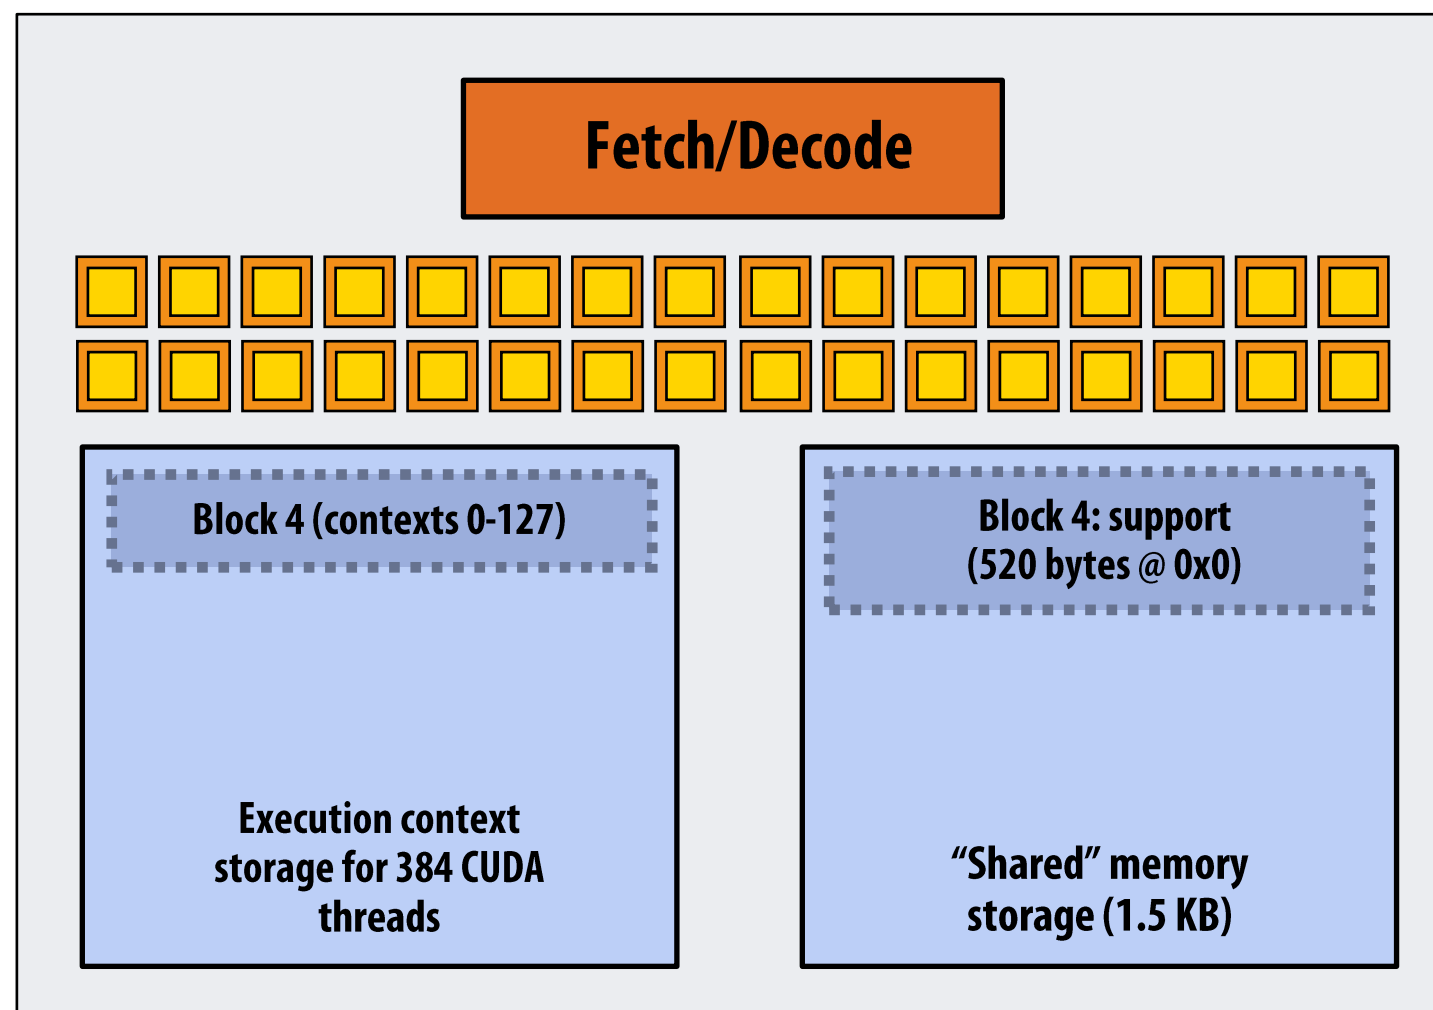 Fetch/Decode
Block 4 (contexts 0-127)
Execution context
storage for 384 CUDA
threads
Block 4: support
(520 bytes @ 0x0)
“Shared” memory
storage (1.5 KB)